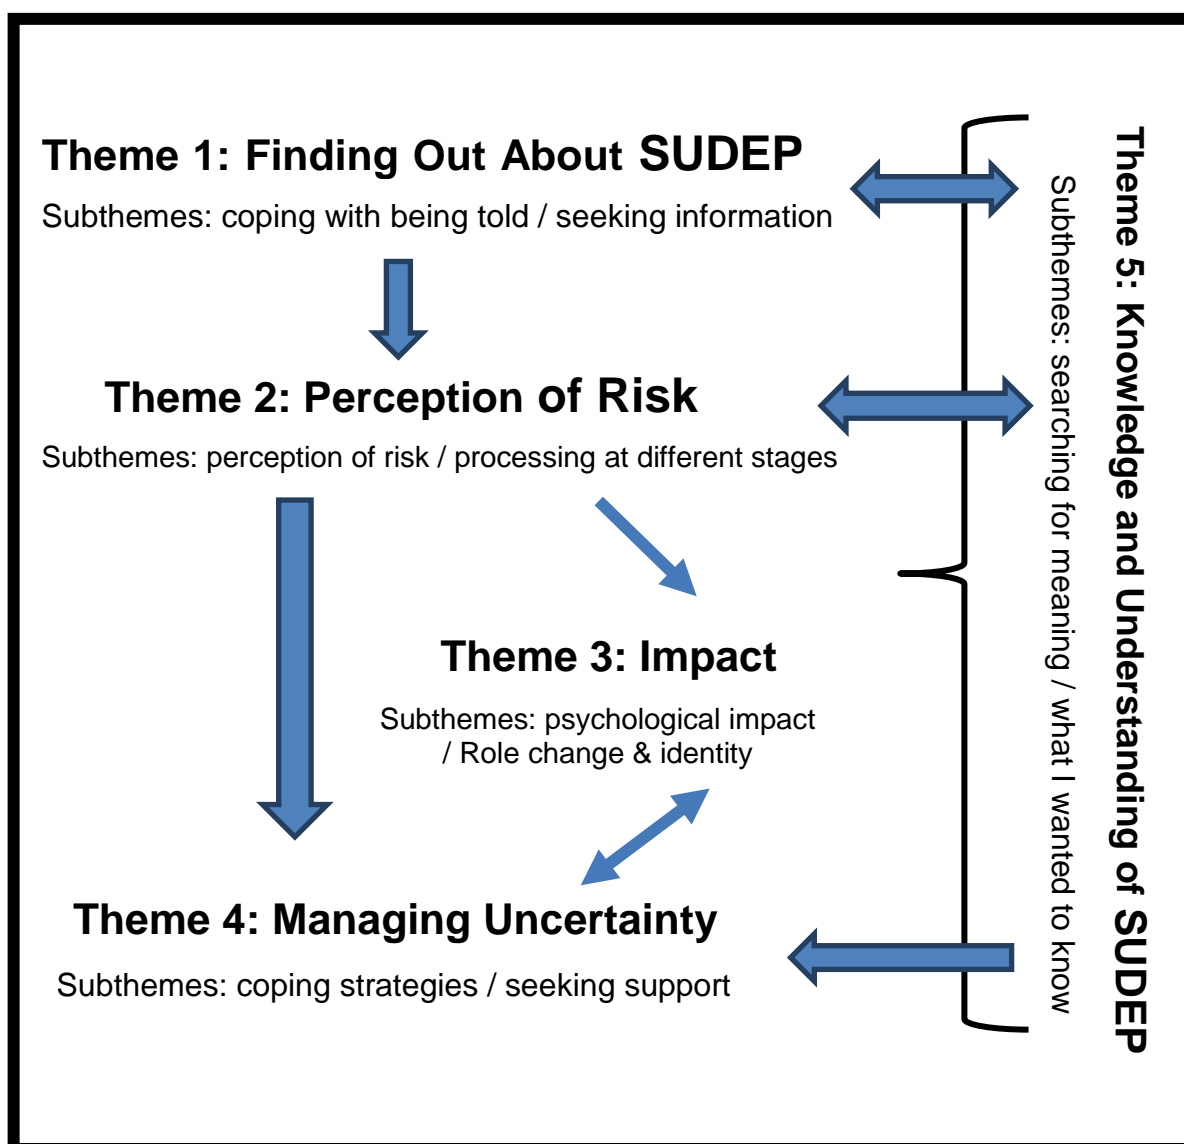 Theme 1: Finding Out About SUDEP
Subthemes: coping with being told / seeking information
Theme 2: Perception of Risk
Subthemes: perception of risk / processing at different stages
Theme 3: Impact
Subthemes: psychological impact
/ Role change & identity
Theme 4: Managing Uncertainty
Subthemes: coping strategies / seeking support
Theme 5: Knowledge and Understanding of SUDEP
Subthemes: searching for meaning / what I wanted to know